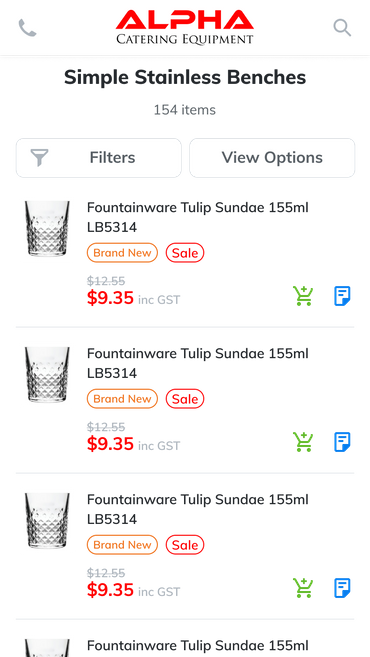 ALPHA
CATERING EQUIPMENT
Simple Stainless Benches
154 items
Filters
View Options
Fountainware Tulip Sundae 155ml
LB5314
Brand New
Sale
$12.55
$9.35 inc GST
Fountainware Tulip Sundae 155ml
LB5314
Brand New
Sale
$12.55
$9.35 inc GST
Fountainware Tulip Sundae 155ml
LB5314
Brand New
Sale
$12.55
$9.35 inc GST
Fountainware Tulip Sundae 155ml